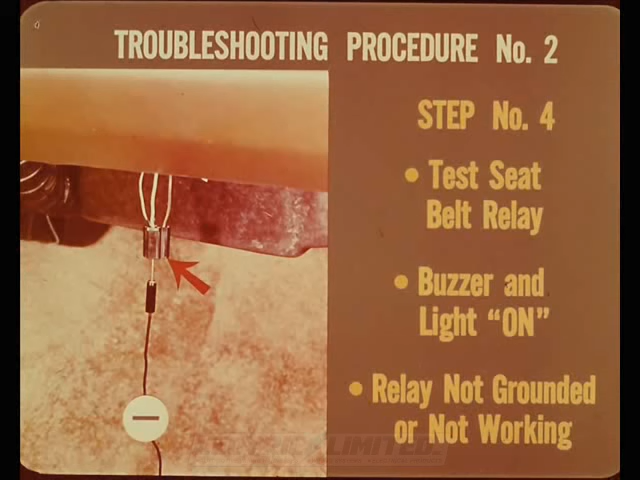 TROUBLESHOOTING PROCEDURE No. 2
STEP No. 4
• Test Seat
Belt Relay
• Buzzer and
Light “ON”
• Relay Not Grounded
or Not Working
LIMITED.